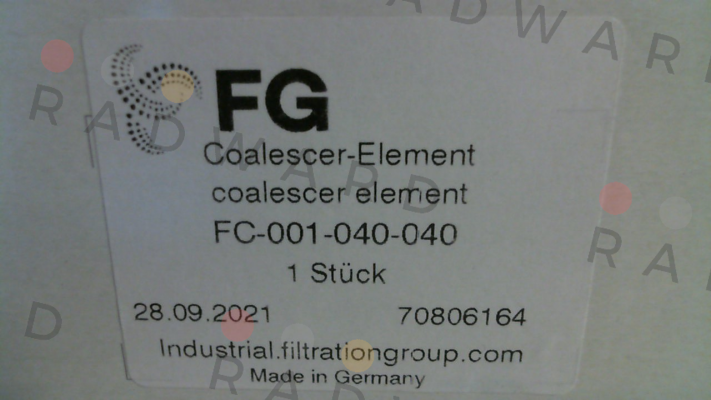 FG
Coalescer-Element
coalescer element
FC-001-040-040
1 Stück
28.09.2021 70806164
Industrial.filtrationgroup.com
Made in Germany
RADWARD